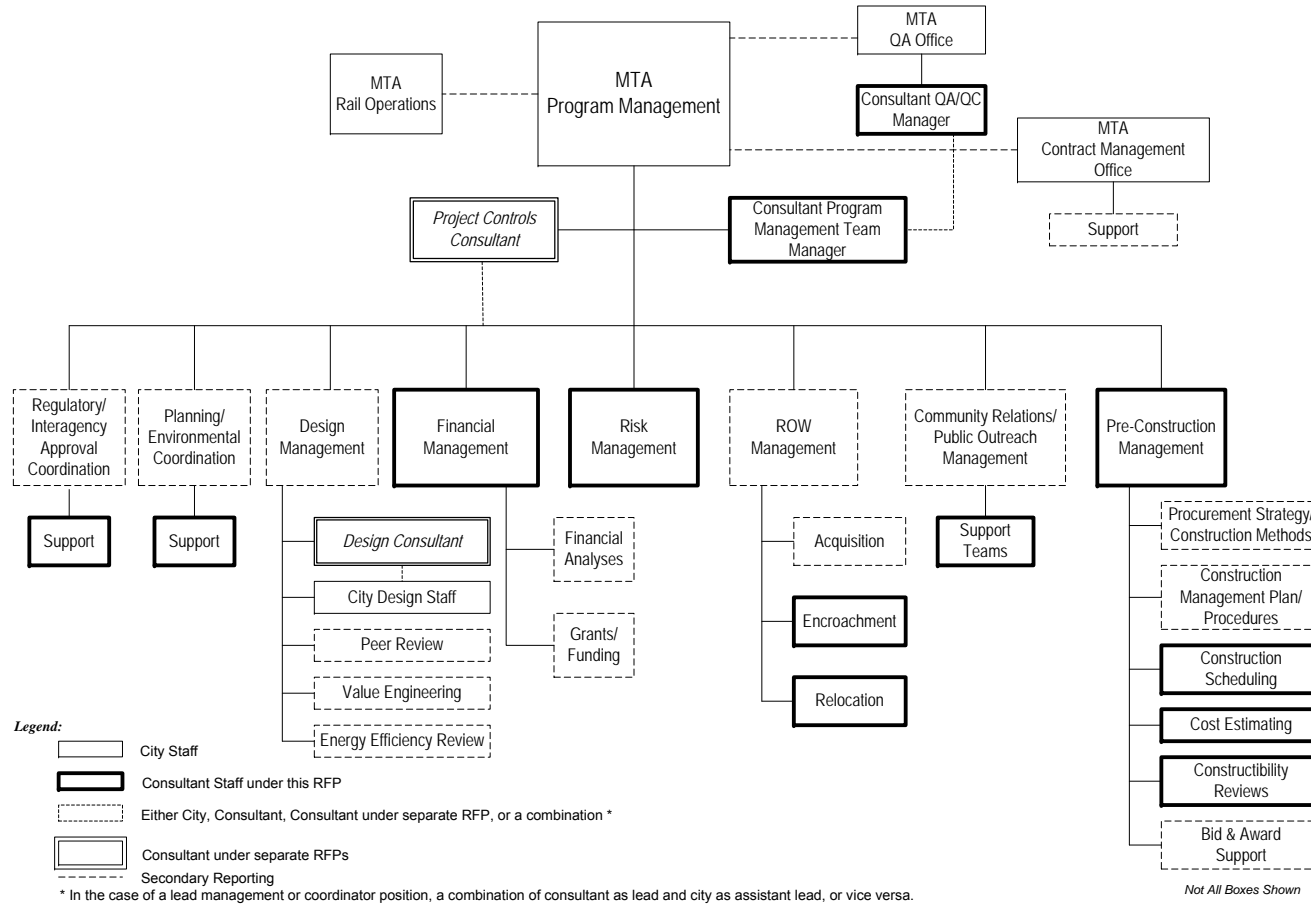 MTA
QA Office
MTA
Program Management
MTA
Rail Operations
Consultant QA/QC
Manager
MTA
Contract Management
Office
Project Controls
Consultant
Consultant Program
Management Team
Manager
Support
Regulatory/
Interagency
Approval
Coordination
Planning/
Environmental
Coordination
Design
Management
Financial
Management
Risk
Management
ROW
Management
Community Relations/
Public Outreach
Management
Pre-Construction
Management
Support
Support
Design Consultant
City Design Staff
Peer Review
Value Engineering
Energy Efficiency Review
Financial
Analyses
Grants/
Funding
Acquisition
Encroachment
Relocation
Support
Teams
Procurement Strategy/
Construction Methods
Construction
Management Plan/
Procedures
Construction
Scheduling
Cost Estimating
Constructibility
Reviews
Bid & Award
Support
Legend:
City Staff
Consultant Staff under this RFP
Either City, Consultant, Consultant under separate RFP, or a combination *
Consultant under separate RFPs
Secondary Reporting
* In the case of a lead management or coordinator position, a combination of consultant as lead and city as assistant lead, or vice versa.
Not All Boxes Shown